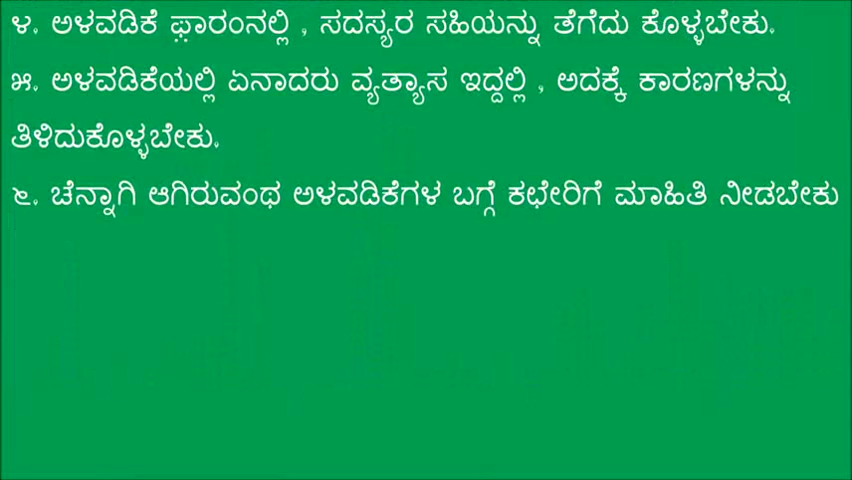 ೪. ಅಳವಡಿಕೆ ಫ಼ಾರಂನಲ್ಲಿ , ಸದಸ್ಯರ ಸಹಿಯನ್ನು ತೆಗೆದು ಕೊಳ್ಳಬೇಕು.
೫. ಅಳವಡಿಕೆಯಲ್ಲಿ ಏನಾದರು ವ್ಯತ್ಯಾಸ ಇದ್ದಲ್ಲಿ , ಅದಕ್ಕೆ ಕಾರಣಗಳನ್ನು
ತಿಳಿದುಕೊಳ್ಳಬೇಕು.
೬. ಚೆನ್ನಾಗಿ ಆಗಿರುವಂಥ ಅಳವಡಿಕೆಗಳ ಬಗ್ಗೆ ಕಛೇರಿಗೆ ಮಾಹಿತಿ ನೀಡಬೇಕು